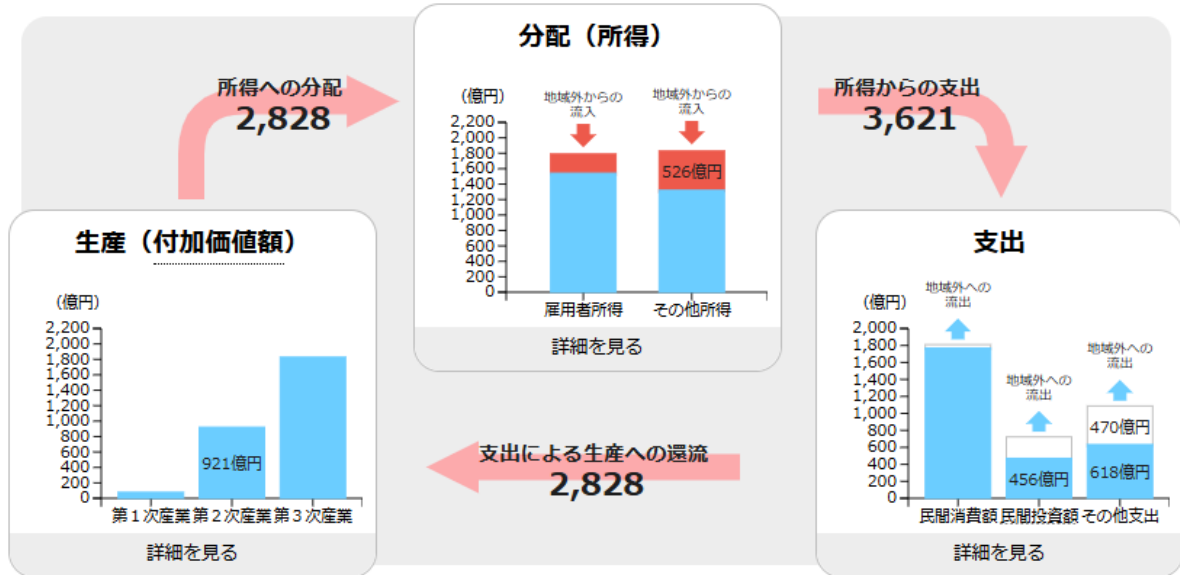 分配（所得）
所得への分配
2,828
（億円）
地域外からの
流入
地域外からの
流入
2,200
2,000
1,800
1,600
1,400
1,200
1,000
800
600
400
200
0
526億円
雇用者所得
その他所得
詳細を見る
所得からの支出
3,621
生産（付加価値額）
（億円）
2,200
2,000
1,800
1,600
1,400
1,200
1,000
800
600
400
200
0
921億円
第１次産業
第２次産業
第３次産業
詳細を見る
支出による生産への還流
2,828
支出
（億円）
地域外への
流出
地域外への
流出
地域外への
流出
2,000
1,800
1,600
1,400
1,200
1,000
800
600
400
200
0
456億円
470億円
618億円
民間消費額
民間投資額
その他支出
詳細を見る